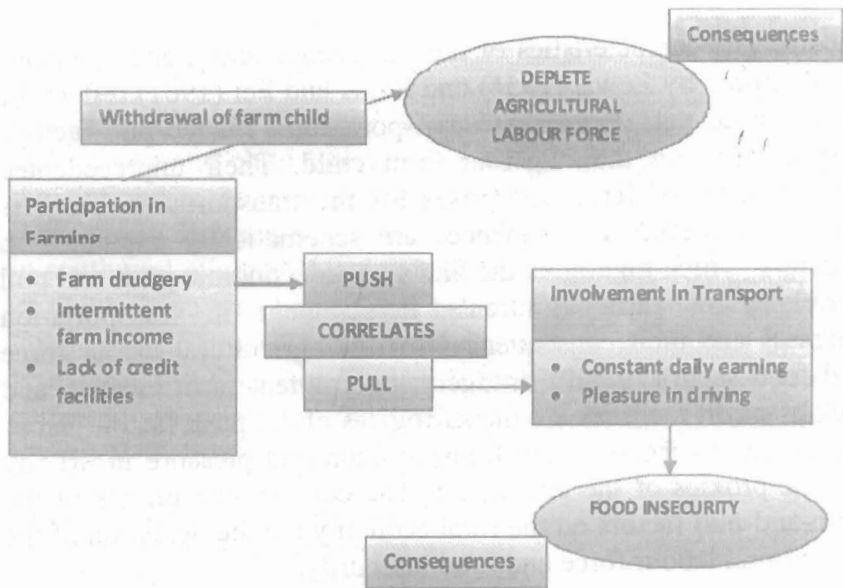 Consequences
DEPLETE
AGRICULTURAL
LABOUR FORCE
Withdrawal of farm child
Participation in
Farming
• Farm drudgery
• Intermittent
farm income
• Lack of credit
facilities
PUSH
CORRELATES
PULL
Involvement in Transport
• Constant daily earning
• Pleasure in driving
FOOD INSECURITY
Consequences